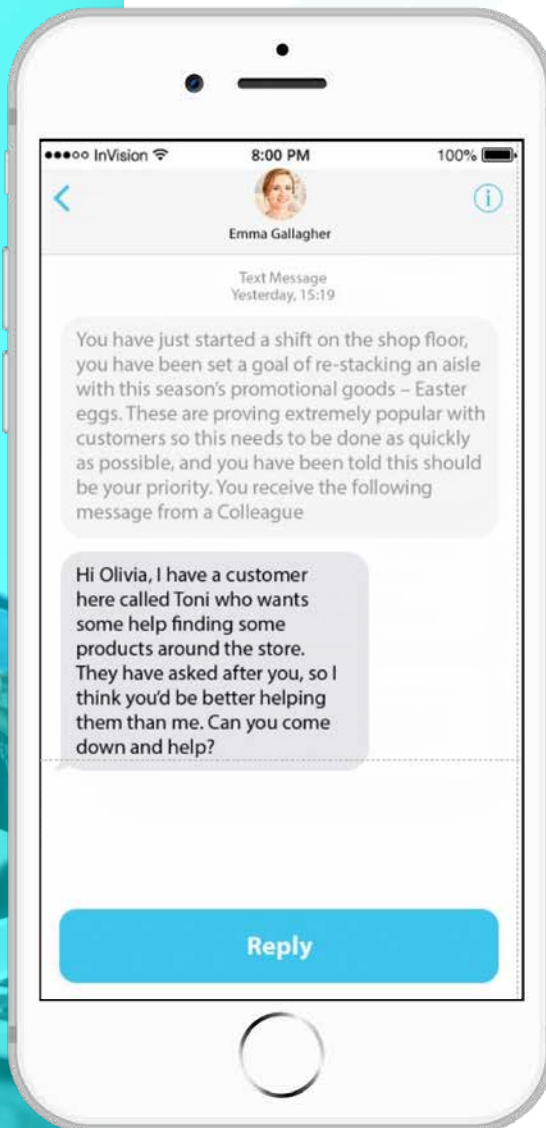 ●●●○○ InVision 8:00 PM 100%
Emma Gallagher
Text Message
Yesterday, 15:19
You have just started a shift on the shop floor,
you have been set a goal of re-stacking an aisle
with this season's promotional goods – Easter
eggs. These are proving extremely popular with
customers so this needs to be done as quickly
as possible, and you have been told this should
be your priority. You receive the following
message from a Colleague
Hi Olivia, I have a customer
here called Toni who wants
some help finding some
products around the store.
They have asked after you, so I
think you'd be better helping
them than me. Can you come
down and help?
Reply